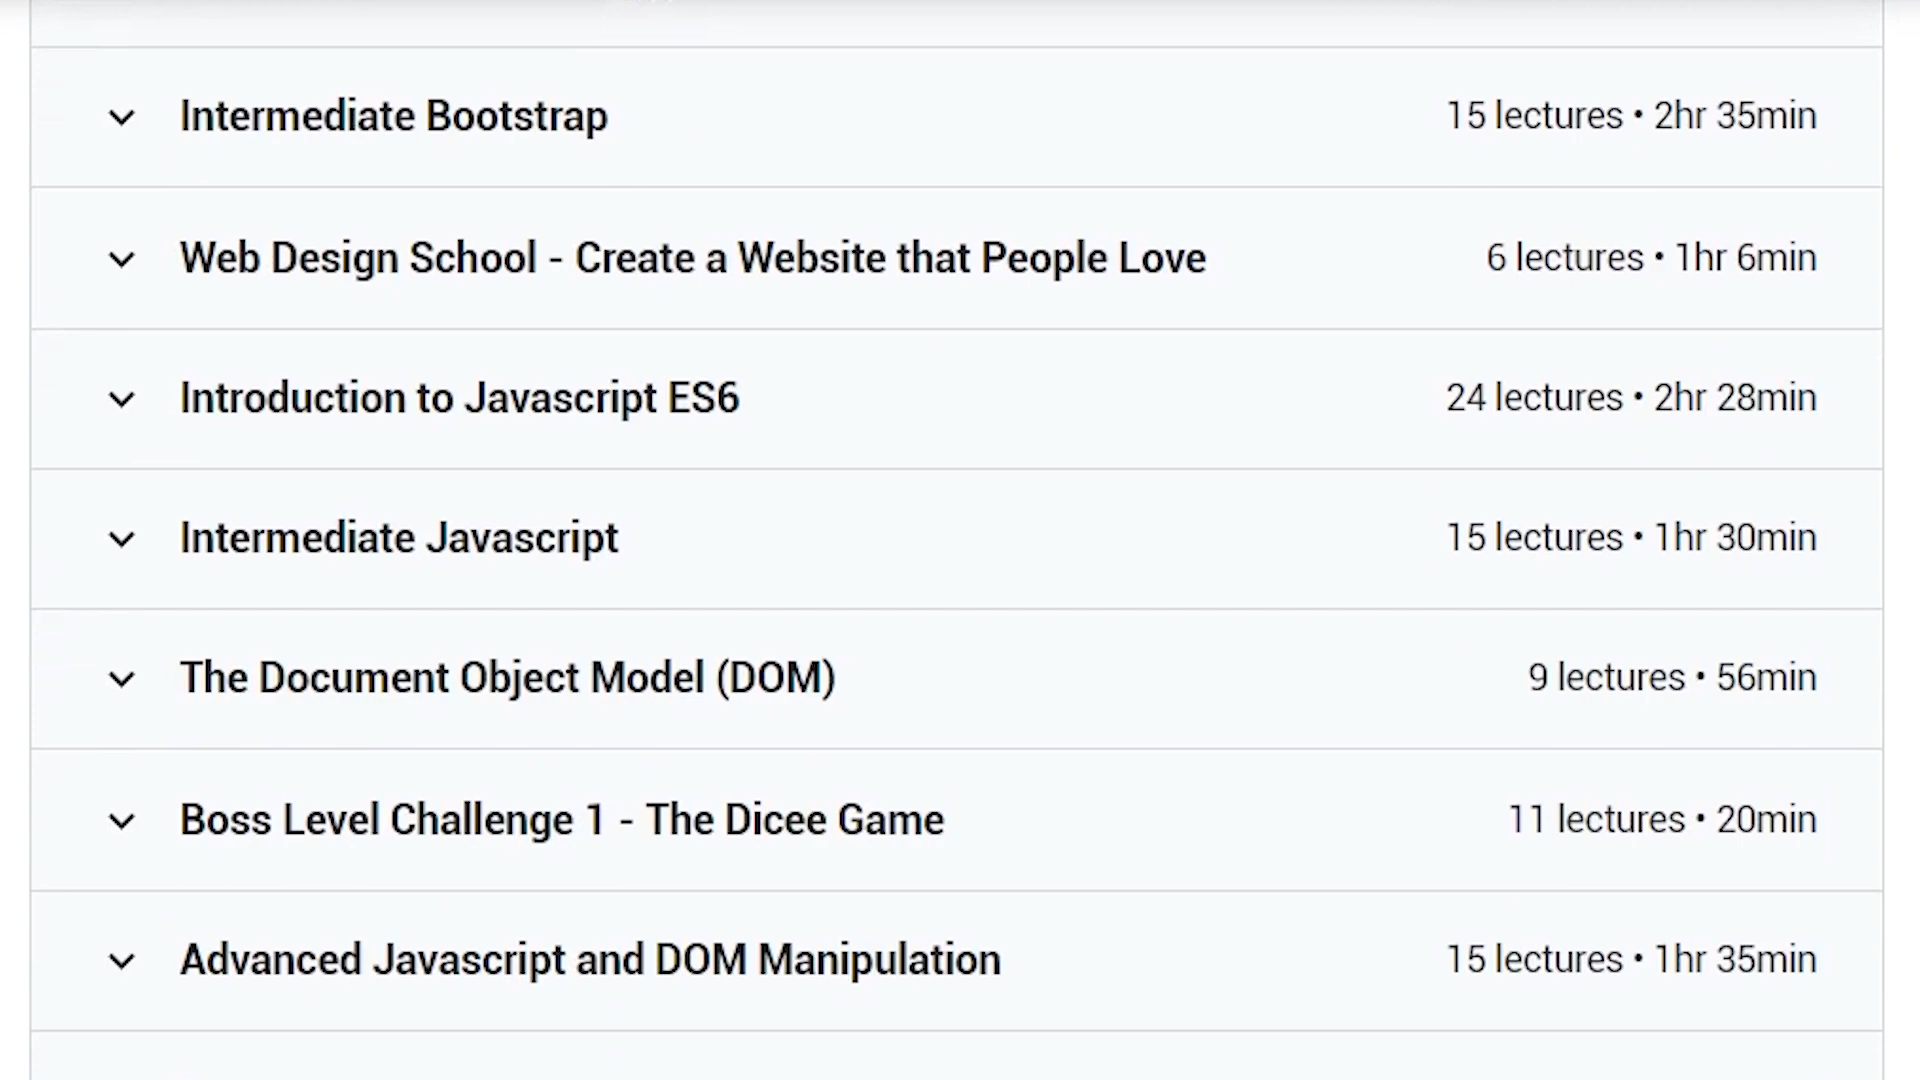 Intermediate Bootstrap 15 lectures • 2hr 35min
Web Design School - Create a Website that People Love 6 lectures • 1hr 6min
Introduction to Javascript ES6 24 lectures • 2hr 28min
Intermediate Javascript 15 lectures • 1hr 30min
The Document Object Model (DOM) 9 lectures • 56min
Boss Level Challenge 1 - The Dicee Game 11 lectures • 20min
Advanced Javascript and DOM Manipulation 15 lectures • 1hr 35min